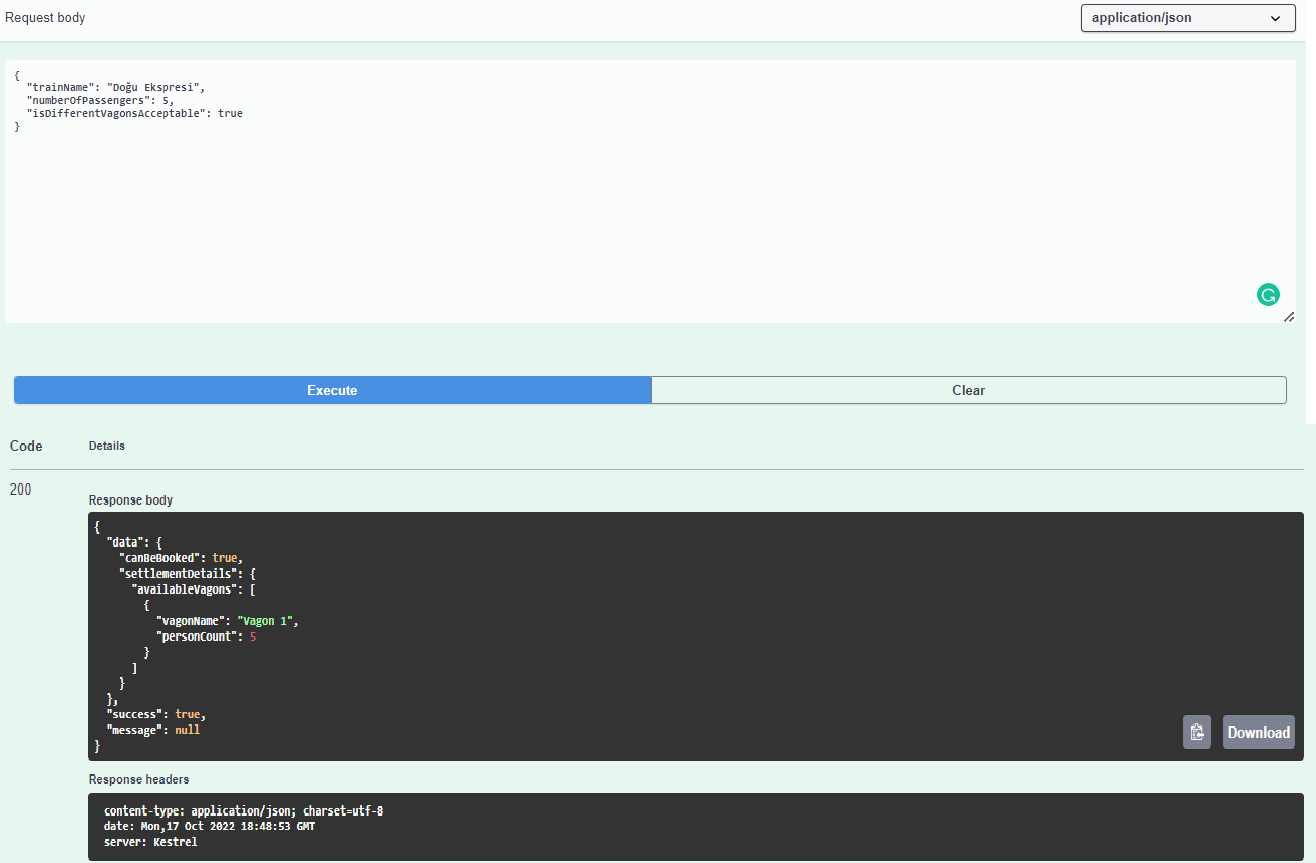 Request body
application/json
{
  "trainName": "Doğu Ekspresi",
  "numberOfPassengers": 5,
  "isDifferentVagonsAcceptable": true
}
Execute
Clear
Code
Details
200
Response body
{
  "data": {
    "canBeBooked": true,
    "settlementDetails": {
      "availableVagons": [
        {
          "vagonName": "Vagon 1",
          "personCount": 5
        }
      ]
    }
  },
  "success": true,
  "message": null
}
Download
Response headers
content-type: application/json; charset=utf-8
date: Mon,17 Oct 2022 18:48:53 GMT
server: Kestrel